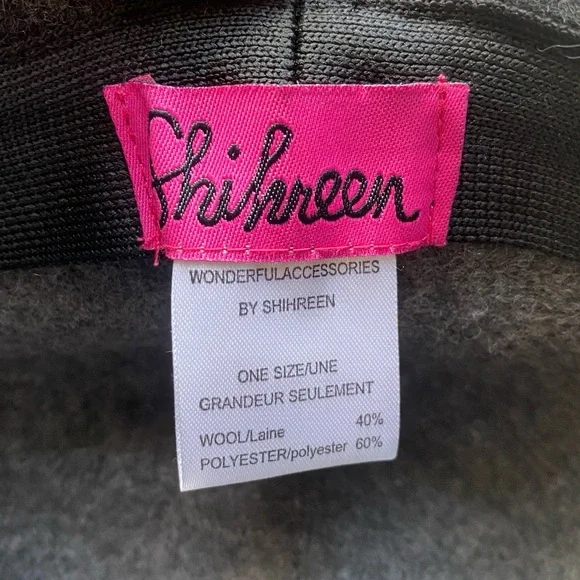 Shihreen
WONDERFULACCESSORIES
BY SHIHREEN
ONE SIZE/UNE
GRANDEUR SEULEMENT
WOOL/Laine 40%
POLYESTER/polyester 60%